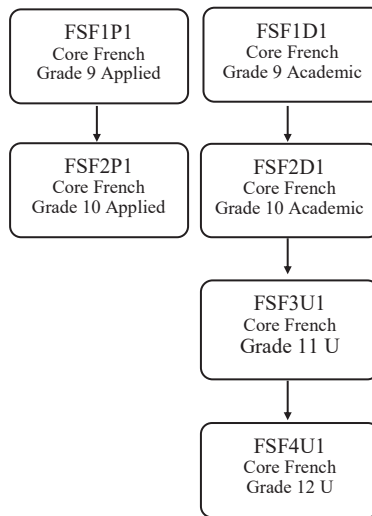 FSF1P1
Core French
Grade 9 Applied
FSF1D1
Core French
Grade 9 Academic
FSF2P1
Core French
Grade 10 Applied
FSF2D1
Core French
Grade 10 Academic
FSF3U1
Core French
Grade 11 U
FSF4U1
Core French
Grade 12 U